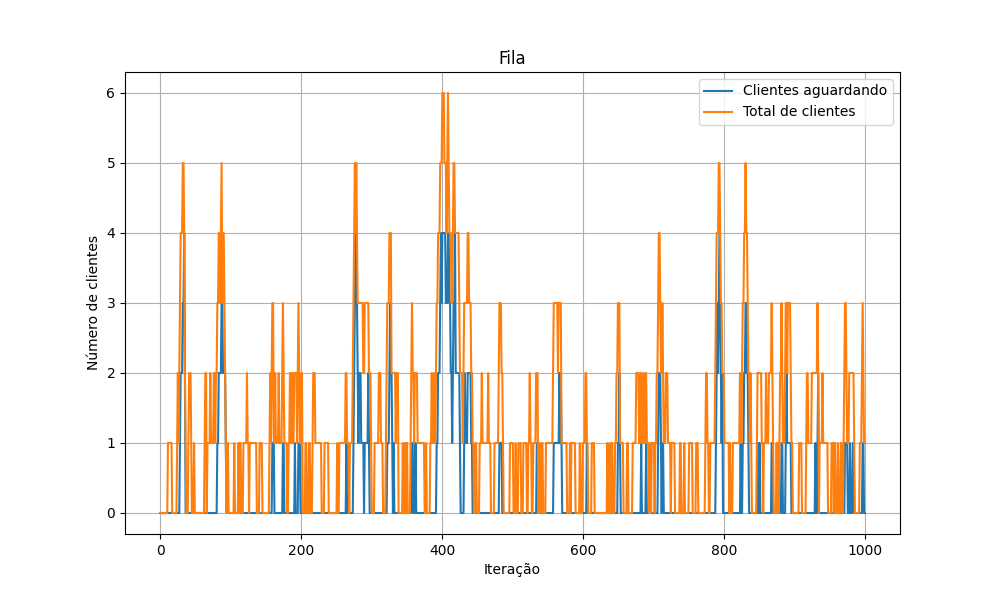 Fila
Clientes aguardando
Total de clientes
6
5
4
3
2
1
0
Número de clientes
0 200 400 600 800 1000
Iteração